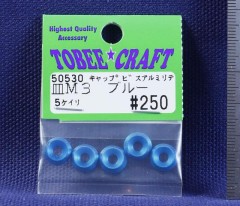 Highest Quality
Accessory
TOBEE★CRAFT
50530 キャップビスアルミリテ
皿M3 ブルー
5ケイリ #250